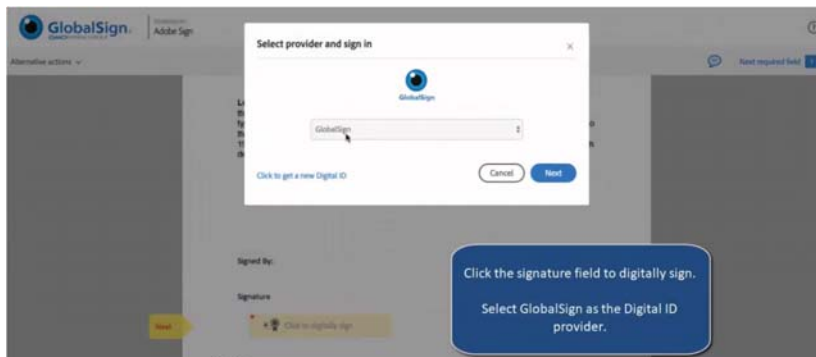 GlobalSign.
Adobe Sign
Alternative actions
Next required field
Select provider and sign in
GlobalSign
GlobalSign
Click to get a new Digital ID
Cancel
Next
Signed By:
Signature
Next
Click to digitally sign
Click the signature field to digitally sign.
Select GlobalSign as the Digital ID
provider.